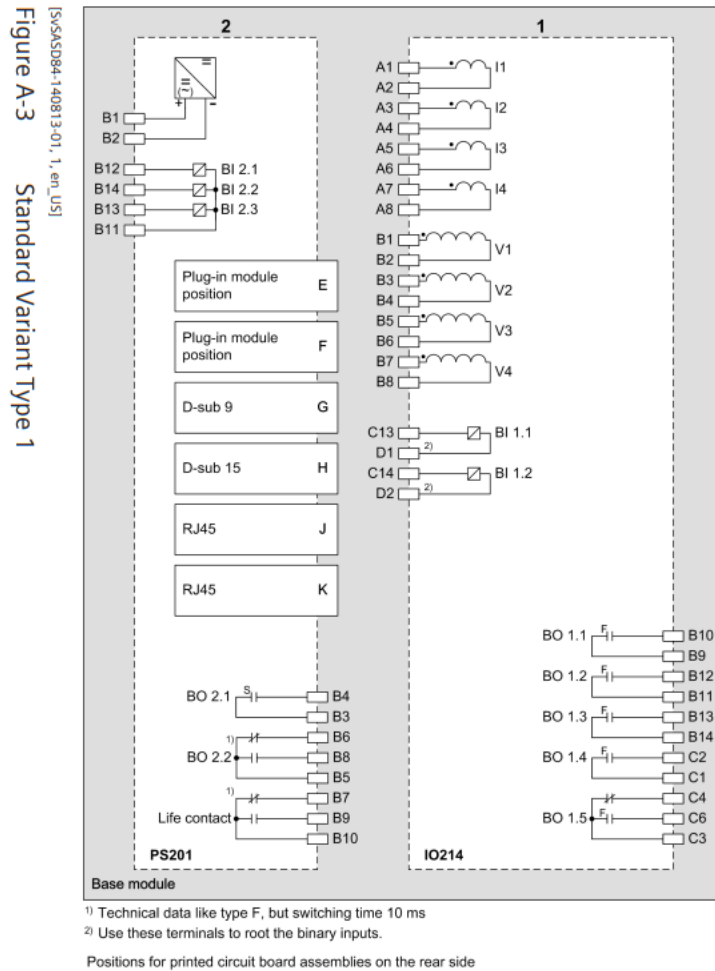 [SvSASD84-140813-01, 1, en_US]
Figure A-3 Standard Variant Type 1
2
=
=
(~)
+ -
B1
B2
B12 BI 2.1
B14 BI 2.2
B13 BI 2.3
B11
Plug-in module
position E
Plug-in module
position F
D-sub 9 G
D-sub 15 H
RJ45 J
RJ45 K
BO 2.1 S B4
B3
1) B6
BO 2.2 B8
B5
1) B7
Life contact B9
B10
PS201
1
A1 I1
A2
A3 I2
A4
A5 I3
A6
A7 I4
A8
B1 V1
B2
B3 V2
B4
B5 V3
B6
B7 V4
B8
C13 BI 1.1
D1 2)
C14 BI 1.2
D2 2)
BO 1.1 F B10
B9
BO 1.2 F B12
B11
BO 1.3 F B13
B14
BO 1.4 F C2
C1
C4
BO 1.5 F C6
C3
IO214
Base module
1) Technical data like type F, but switching time 10 ms
2) Use these terminals to root the binary inputs.
Positions for printed circuit board assemblies on the rear side